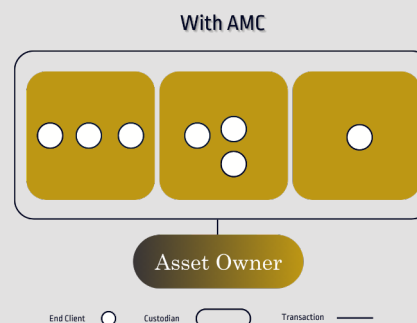 With AMC
Asset Owner
End Client Custodian Transaction